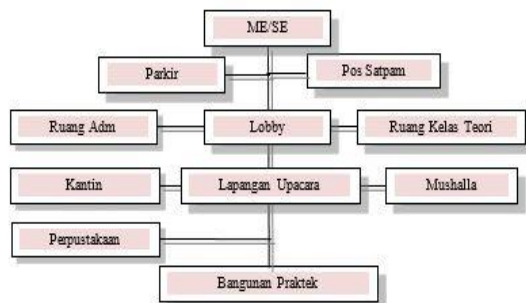 ME/SE
Parkir
Pos Satpam
Ruang Adm
Lobby
Ruang Kelas Teori
Kantin
Lapangan Upacara
Mushalla
Perpustakaan
Bangunan Praktek